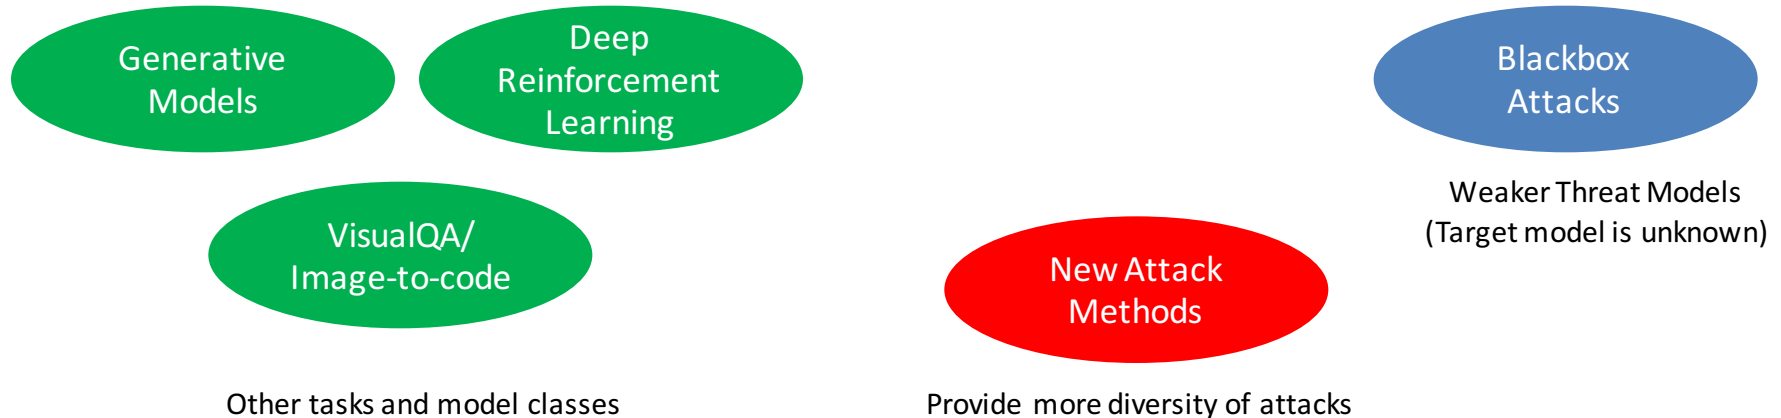 Generative
Models
Deep
Reinforcement
Learning
VisualQA/
Image-to-code
Other tasks and model classes
New Attack
Methods
Provide more diversity of attacks
Blackbox
Attacks
Weaker Threat Models
(Target model is unknown)